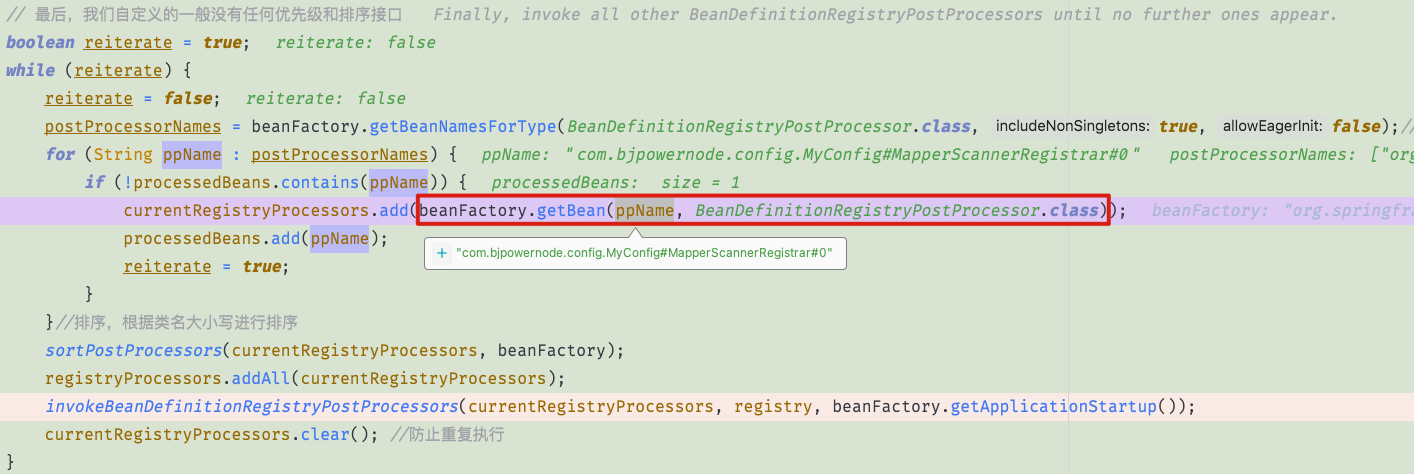 // 最后，我们自定义的一般没有任何优先级和排序接口 Finally, invoke all other BeanDefinitionRegistryPostProcessors until no further ones appear.
boolean reiterate = true; reiterate: false
while (reiterate) {
reiterate = false; reiterate: false
postProcessorNames = beanFactory.getBeanNamesForType(BeanDefinitionRegistryPostProcessor.class, includeNonSingletons: true, allowEagerInit: false);//
for (String ppName : postProcessorNames) { ppName: "com.bjpowernode.config.MyConfig#MapperScannerRegistrar#0" postProcessorNames: ["org
if (!processedBeans.contains(ppName)) { processedBeans: size = 1
currentRegistryProcessors.add(beanFactory.getBean(ppName, BeanDefinitionRegistryPostProcessor.class)); beanFactory: "org.springfra
processedBeans.add(ppName);
+ "com.bjpowernode.config.MyConfig#MapperScannerRegistrar#0"
reiterate = true;
}
}//排序，根据类名大小写进行排序
sortPostProcessors(currentRegistryProcessors, beanFactory);
registryProcessors.addAll(currentRegistryProcessors);
invokeBeanDefinitionRegistryPostProcessors(currentRegistryProcessors, registry, beanFactory.getApplicationStartup());
currentRegistryProcessors.clear(); //防止重复执行
}